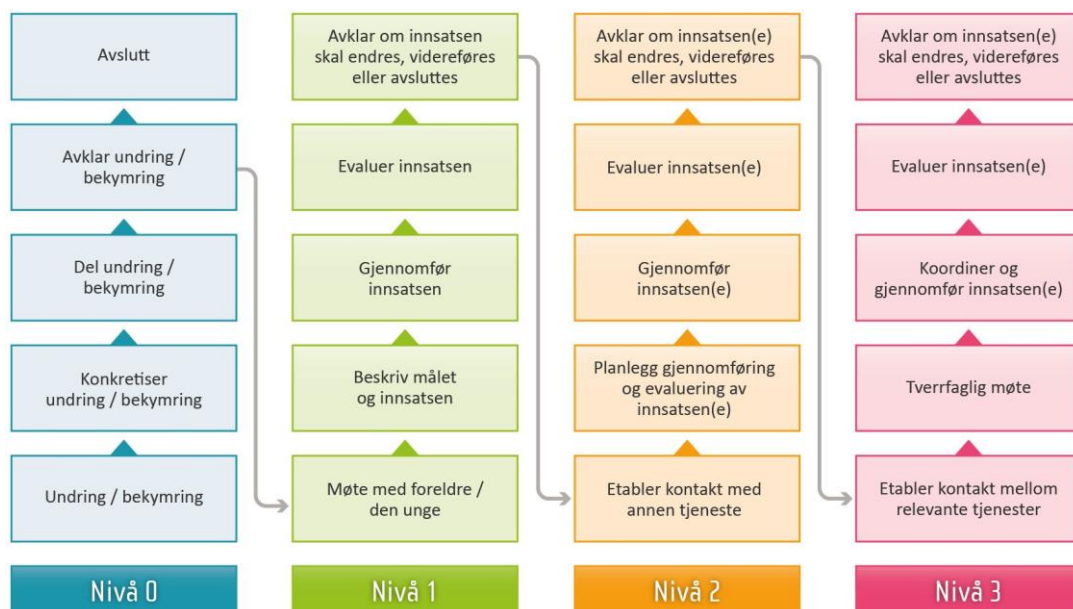 Avslutt
Avklar undring /
bekymring
Del undring /
bekymring
Konkretiser
undring / bekymring
Undring / bekymring
Nivå 0
Avklar om innsatsen
skal endres, videreføres
eller avsluttes
Evaluer innsatsen
Gjennomfør
innsatsen
Beskriv målet
og innsatsen
Møte med foreldre /
den unge
Nivå 1
Avklar om innsatsen(e)
skal endres, videreføres
eller avsluttes
Evaluer innsatsen(e)
Gjennomfør
innsatsen(e)
Planlegg gjennomføring
og evaluering av
innsatsen(e)
Etabler kontakt med
annen tjeneste
Nivå 2
Avklar om innsatsen(e)
skal endres, videreføres
eller avsluttes
Evaluer innsatsen(e)
Koordiner og
gjennomfør innsatsen(e)
Tverrfaglig møte
Etabler kontakt mellom
relevante tjenester
Nivå 3